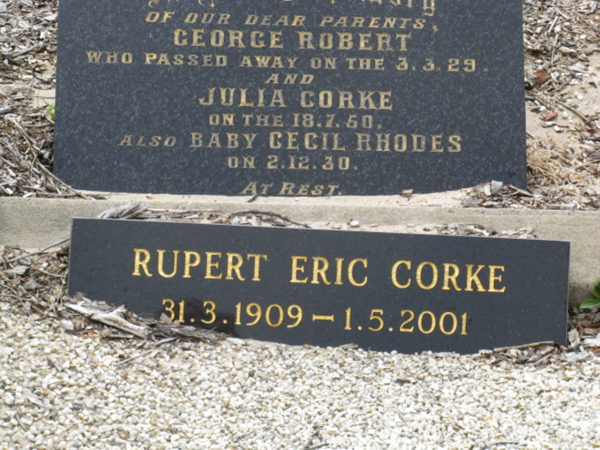 OF OUR DEAR PARENTS,
GEORGE ROBERT
WHO PASSED AWAY ON THE 3.3.29.
AND
JULIA CORKE
ON THE 18.7.50.
ALSO BABY CECIL RHODES
ON 2.12.30.
AT REST.
RUPERT ERIC CORKE
31.3.1909 – 1.5.2001